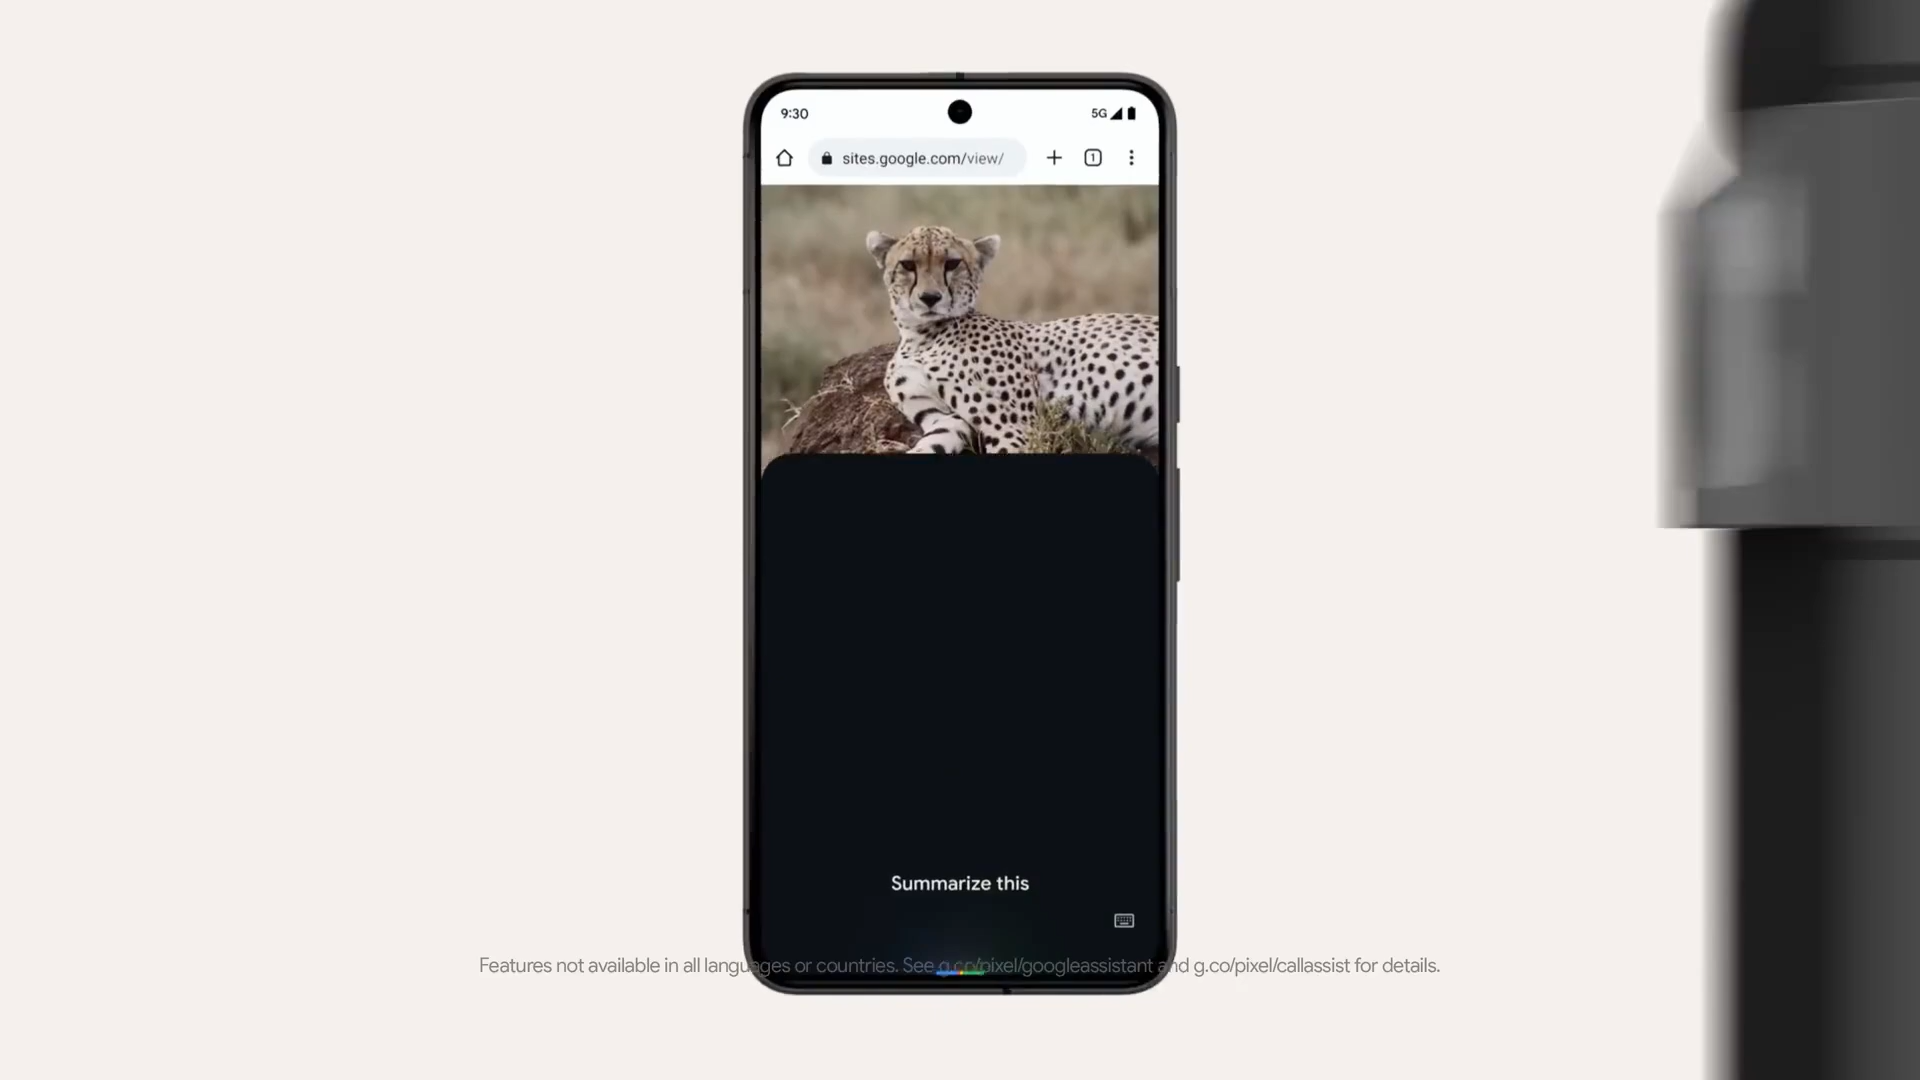 9:30
5G
sites.google.com/view/
1
Summarize this
Features not available in all languages or countries. See g.co/pixel/googleassistant and g.co/pixel/callassist for details.